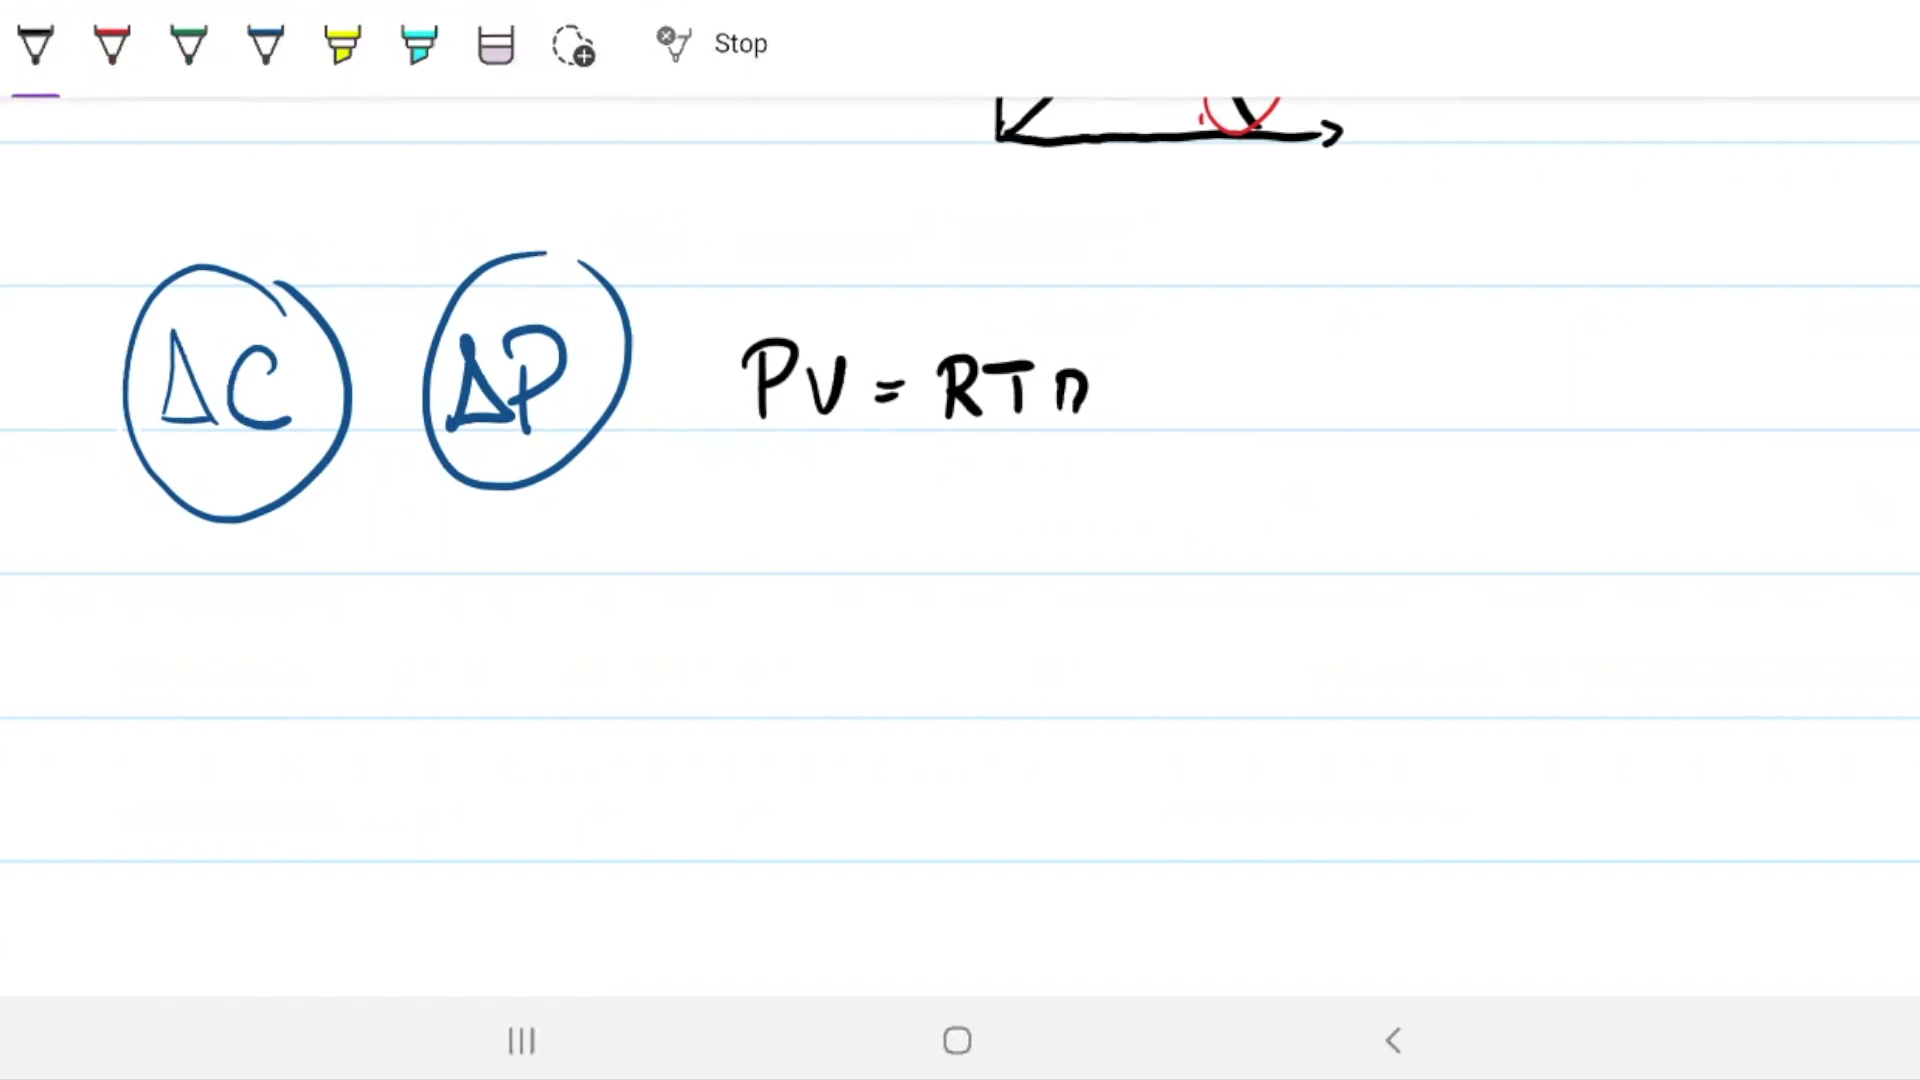 Stop
ΔC ΔP PV = RTn